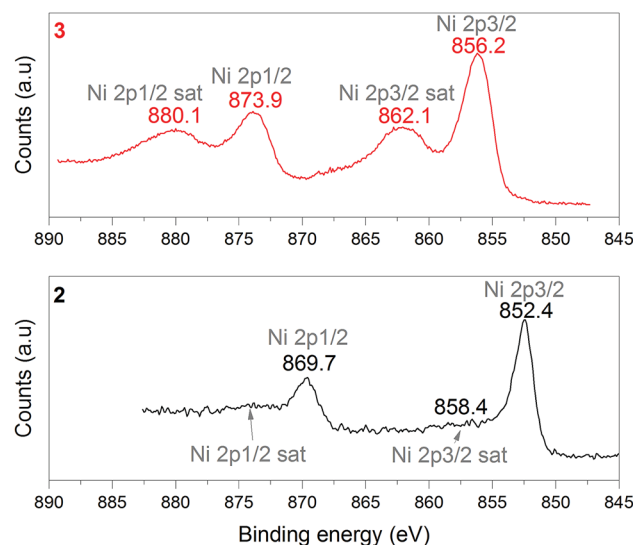 3
Ni 2p3/2
856.2
Ni 2p1/2
873.9
Ni 2p1/2 sat
880.1
Ni 2p3/2 sat
862.1
Counts (a.u)
890 885 880 875 870 865 860 855 850 845
2
Ni 2p3/2
852.4
Ni 2p1/2
869.7
858.4
Ni 2p1/2 sat
Ni 2p3/2 sat
Counts (a.u)
890 885 880 875 870 865 860 855 850 845
Binding energy (eV)